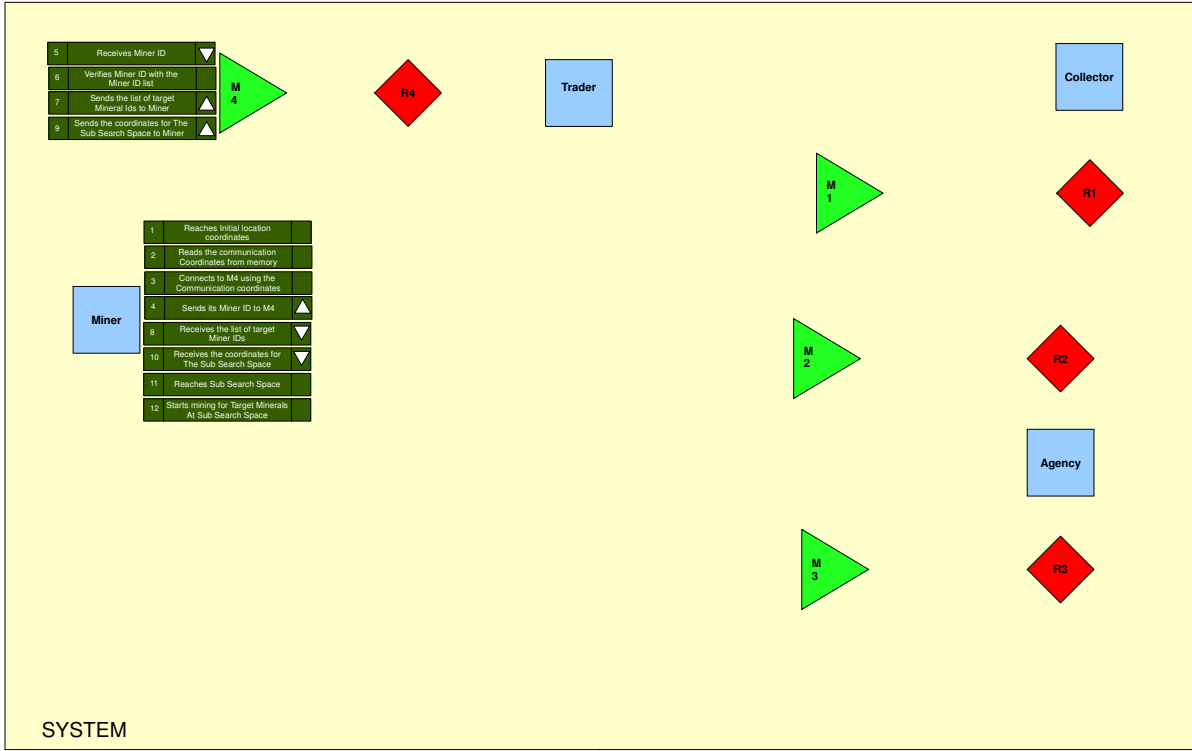 5
Receives Miner ID
6
Verifies Miner ID with the
Miner ID list
7
Sends the list of target
Mineral Ids to Miner
9
Sends the coordinates for The
Sub Search Space to Miner
M
4
R4
Trader
Collector
M
1
R1
1
Reaches Initial location
coordinates
2
Reads the communication
Coordinates from memory
3
Connects to M4 using the
Communication coordinates
4
Sends its Miner ID to M4
8
Receives the list of target
Miner IDs
10
Receives the coordinates for
The Sub Search Space
11
Reaches Sub Search Space
12
Starts mining for Target Minerals
At Sub Search Space
Miner
M
2
R2
Agency
M
3
R3
SYSTEM